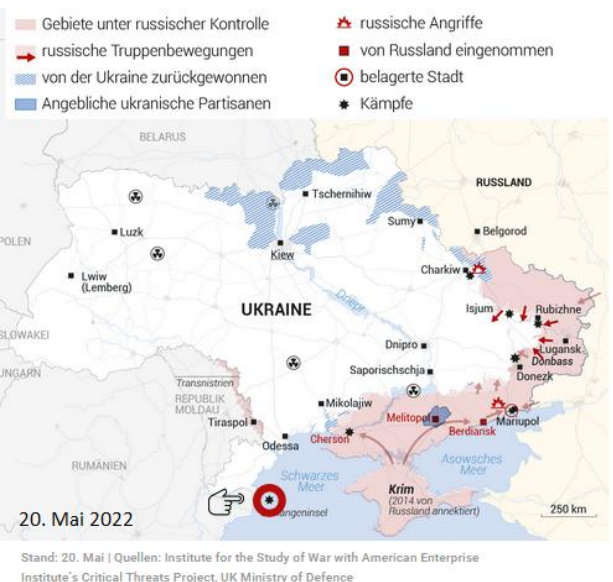 Gebiete unter russischer Kontrolle
russische Truppenbewegungen
von der Ukraine zurückgewonnen
Angebliche ukranische Partisanen
russische Angriffe
von Russland eingenommen
belagerte Stadt
Kämpfe
BELARUS
RUSSLAND
Tschernihiw
Sumy
Belgorod
POLEN
Luzk
Kiew
Charkiw
Lwiw
(Lemberg)
UKRAINE
Dnepr
Isjum
Rubizhne
SLOWAKEI
Dnipro
Lugansk
Donbass
UNGARN
Saporischschja
Donezk
Transnistrien
REPUBLIK
MOLDAU
Mikolajiw
Melitopol
Mariupol
Tiraspol
Cherson
Berdiansk
Odessa
RUMÄNIEN
Schwarzes
Meer
Asowsches
Meer
Krim
(2014 von
Russland annektiert)
langeninsel
20. Mai 2022
250 km
Stand: 20. Mai | Quellen: Institute for the Study of War with American Enterprise
Institute's Critical Threats Project, UK Ministry of Defence